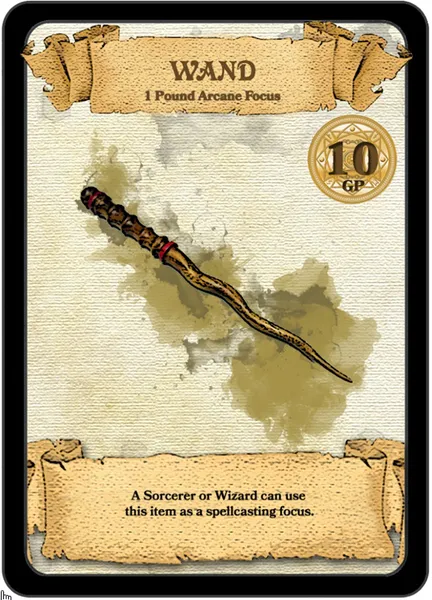 WAND
1 Pound Arcane Focus
10
GP
A Sorcerer or Wizard can use
this item as a spellcasting focus.